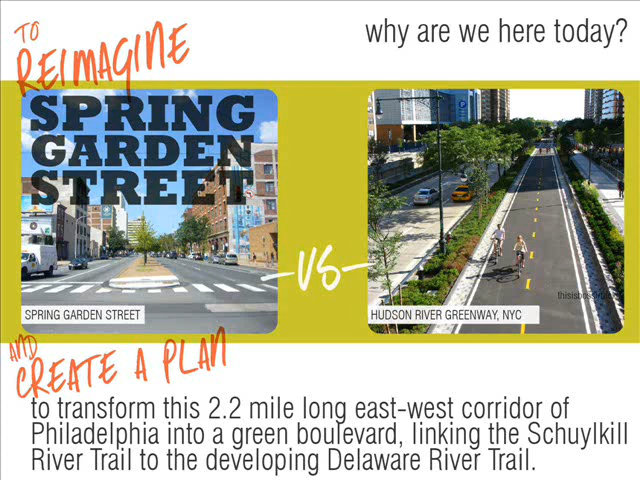 TO
REIMAGINE
why are we here today?
SPRING
GARDEN
STREET
VS
SPRING GARDEN STREET
HUDSON RIVER GREENWAY, NYC
AND
CREATE A PLAN
to transform this 2.2 mile long east-west corridor of
Philadelphia into a green boulevard, linking the Schuylkill
River Trail to the developing Delaware River Trail.